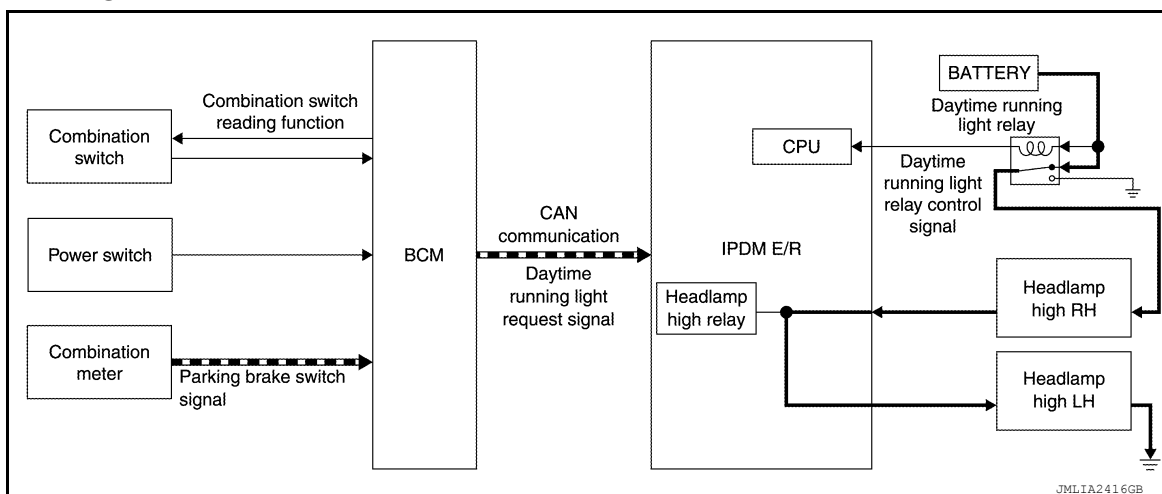 Combination
switch
Combination switch
reading function
Power switch
Combination
meter
Parking brake switch
signal
BCM
CAN
communication
Daytime
running light
request signal
IPDM E/R
CPU
Headlamp
high relay
BATTERY
Daytime running
light relay
Daytime
running light
relay control
signal
Headlamp
high RH
Headlamp
high LH
JMLIA2416GB